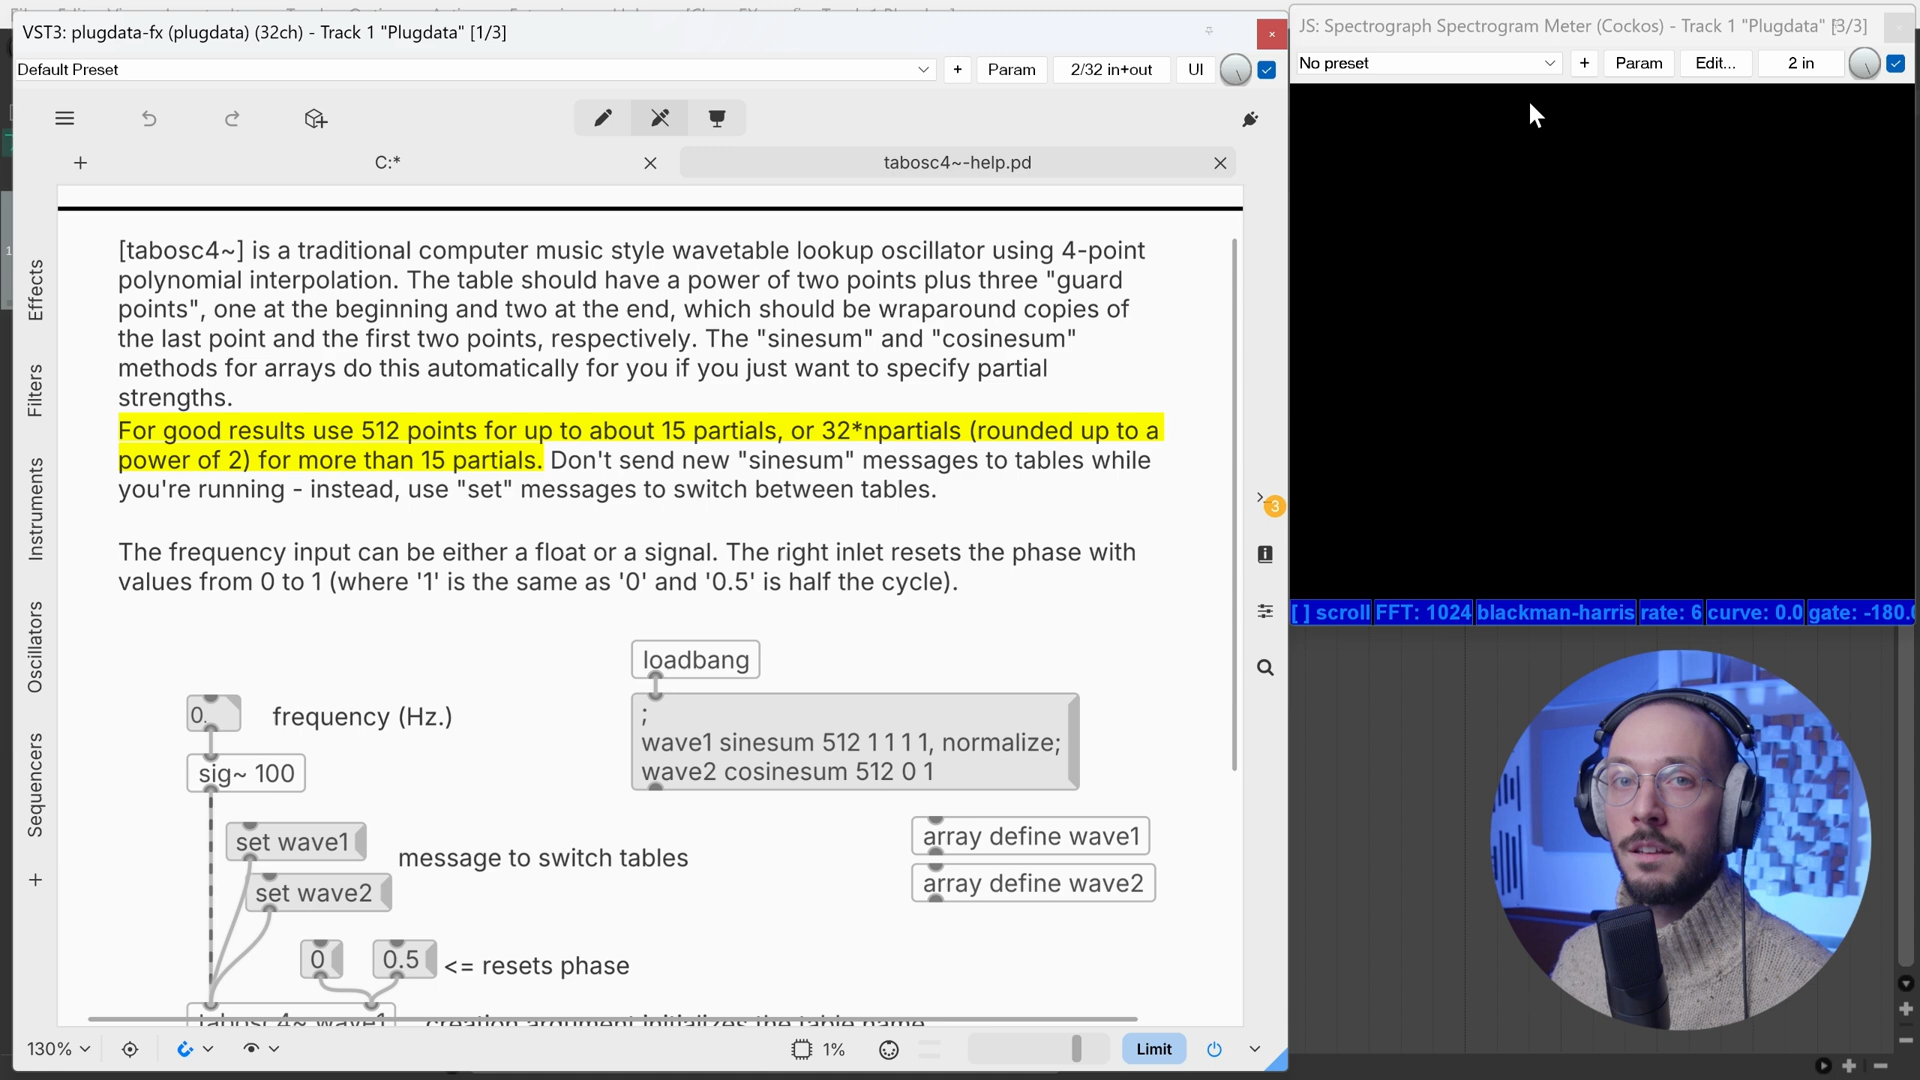 VST3: plugdata-fx (plugdata) (32ch) - Track 1 "Plugdata" [1/3]
Default Preset
+
Param
2/32 in+out
UI
C:*
tabosc4~-help.pd
Effects
Filters
Instruments
Oscillators
Sequencers
[tabosc4~] is a traditional computer music style wavetable lookup oscillator using 4-point
polynomial interpolation. The table should have a power of two points plus three "guard
points", one at the beginning and two at the end, which should be wraparound copies of
the last point and the first two points, respectively. The "sinesum" and "cosinesum"
methods for arrays do this automatically for you if you just want to specify partial
strengths.
For good results use 512 points for up to about 15 partials, or 32*npartials (rounded up to a
power of 2) for more than 15 partials. Don't send new "sinesum" messages to tables while
you're running - instead, use "set" messages to switch between tables.
The frequency input can be either a float or a signal. The right inlet resets the phase with
values from 0 to 1 (where '1' is the same as '0' and '0.5' is half the cycle).
loadbang
;
wave1 sinesum 512 1 1 1 1, normalize;
wave2 cosinesum 512 0 1
0.
frequency (Hz.)
sig~ 100
set wave1
set wave2
message to switch tables
array define wave1
array define wave2
0
0.5
<= resets phase
tabosc4~ wave1
creation argument initializes the table name
3
130%
1%
Limit
JS: Spectrograph Spectrogram Meter (Cockos) - Track 1 "Plugdata" [3/3]
No preset
+
Param
Edit...
2 in
[ ] scroll
FFT: 1024
blackman-harris
rate: 6
curve: 0.0
gate: -180.0